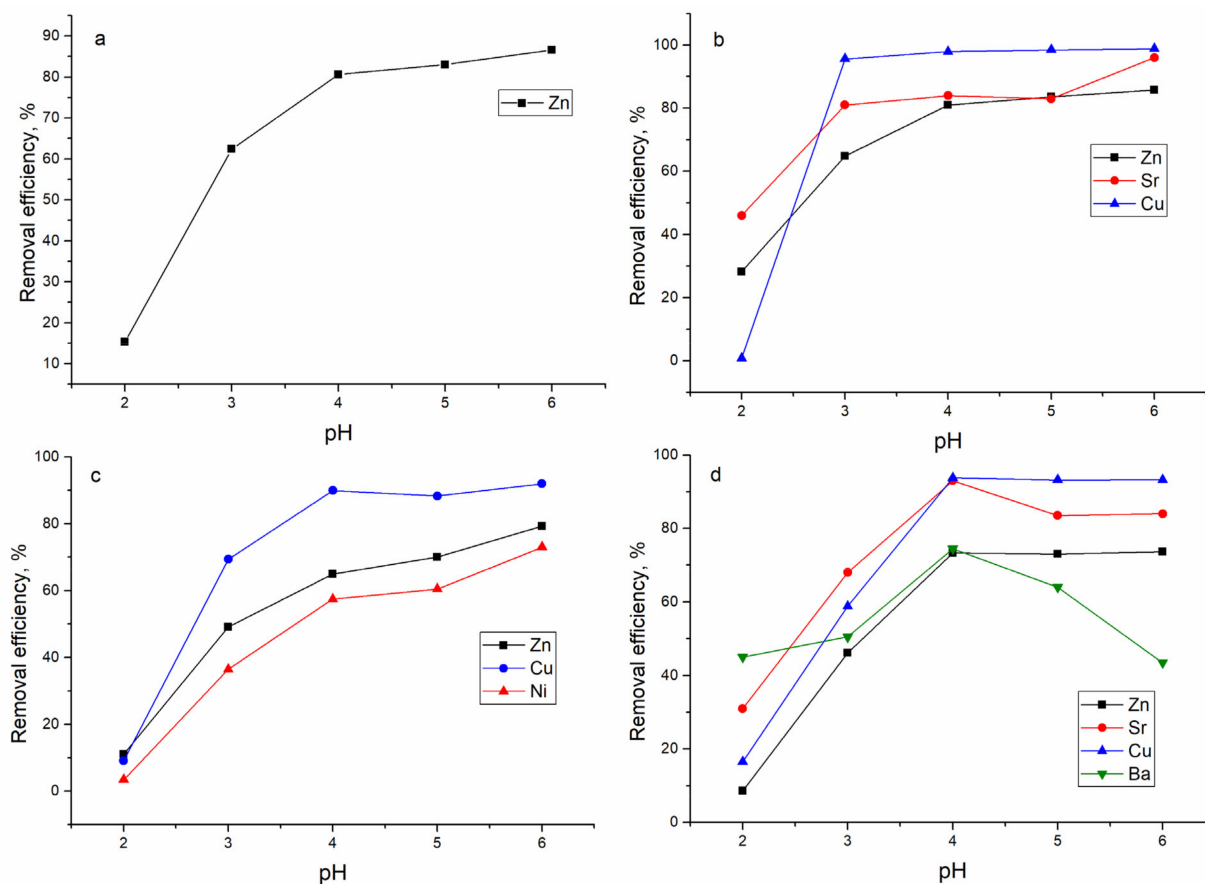 a
Removal efficiency, %
90
80
70
60
50
40
30
20
10
2 3 4 5 6
pH
Zn
b
Removal efficiency, %
100
80
60
40
20
0
2 3 4 5 6
pH
Zn
Sr
Cu
c
Removal efficiency, %
100
80
60
40
20
0
2 3 4 5 6
pH
Zn
Cu
Ni
d
Removal efficiency, %
100
80
60
40
20
0
2 3 4 5 6
pH
Zn
Sr
Cu
Ba